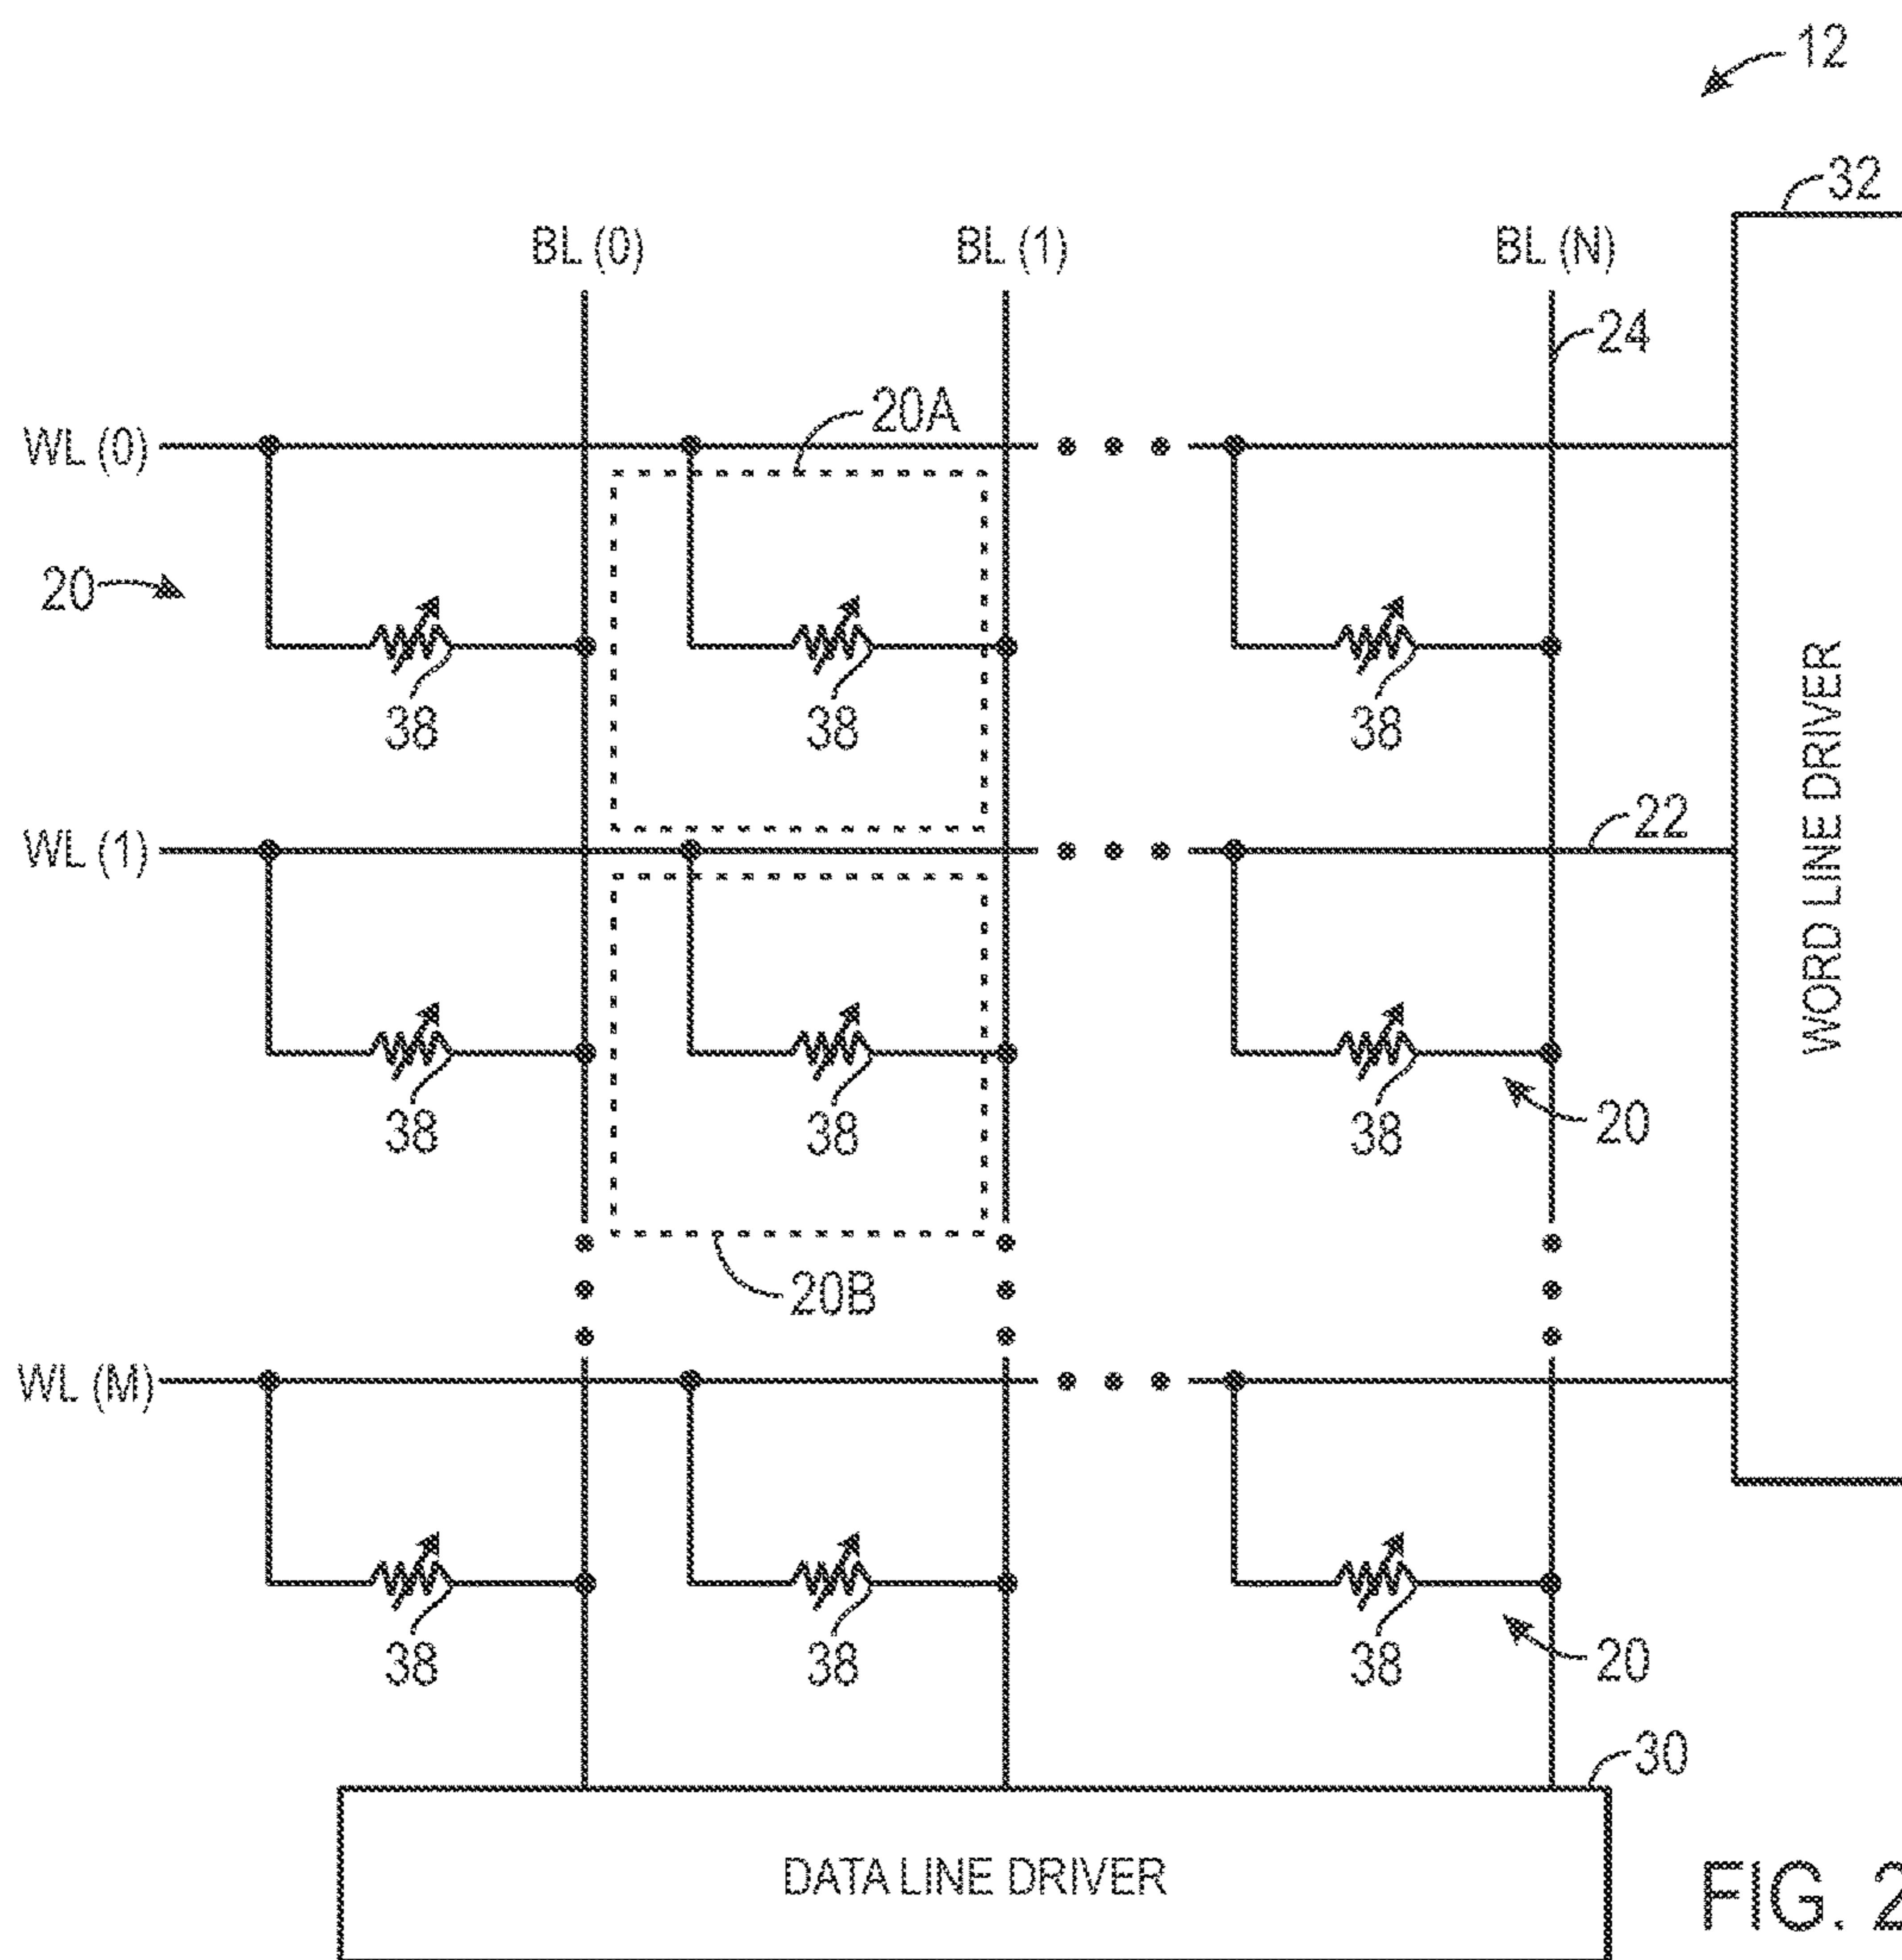 12
32
BL (0) BL (1) BL (N)
24
20A
WL (0)
20
38 38 38
22
WL (1)
WORD LINE DRIVER
38 38 38
20
20B
WL (M)
38 38 38
20
30
DATA LINE DRIVER
FIG. 2